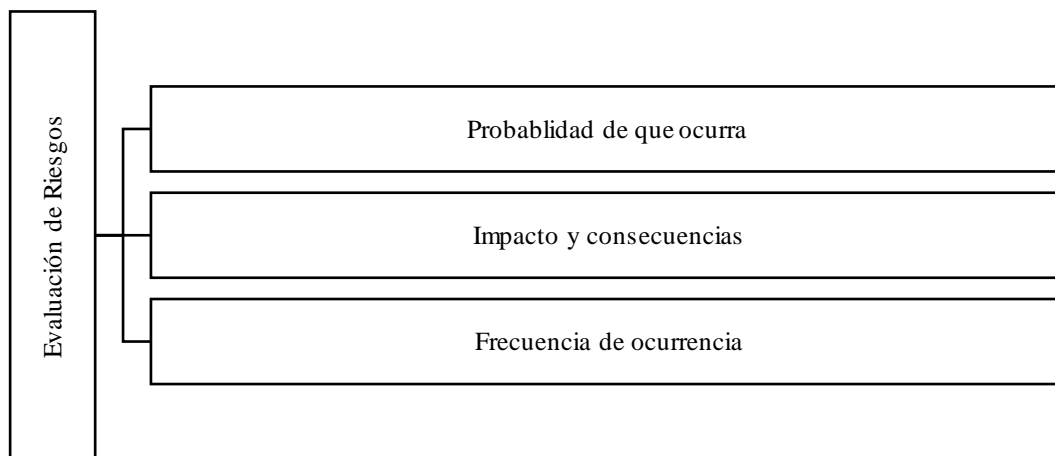 Evaluación de Riesgos
Probablidad de que ocurra
Impacto y consecuencias
Frecuencia de ocurrencia